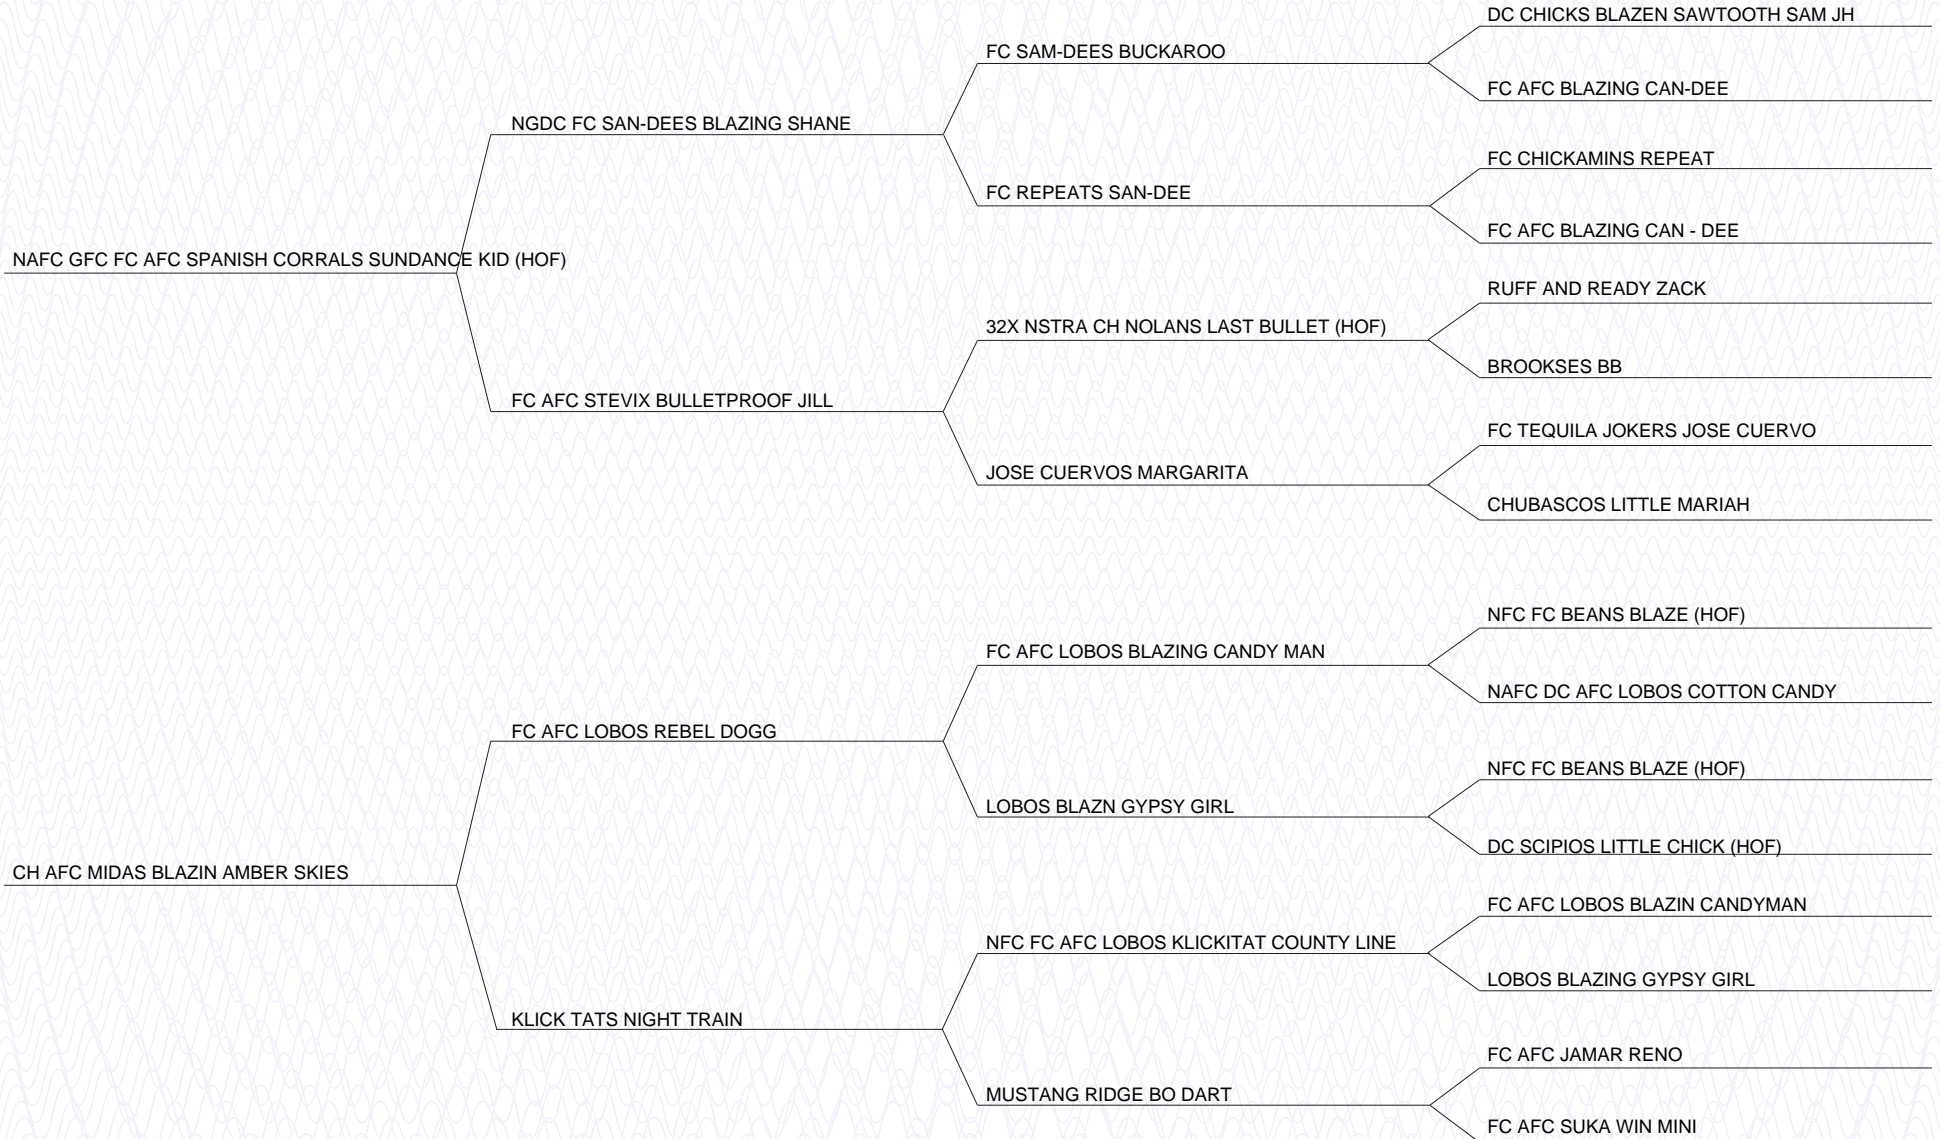 DC CHICKS BLAZEN SAWTOOTH SAM JH
FC SAM-DEES BUCKAROO
FC AFC BLAZING CAN-DEE
NGDC FC SAN-DEES BLAZING SHANE
FC CHICKAMINS REPEAT
FC REPEATS SAN-DEE
FC AFC BLAZING CAN - DEE
NAFC GFC FC AFC SPANISH CORRALS SUNDANCE KID (HOF)
RUFF AND READY ZACK
32X NSTRA CH NOLANS LAST BULLET (HOF)
BROOKSES BB
FC AFC STEVIX BULLETPROOF JILL
FC TEQUILA JOKERS JOSE CUERVO
JOSE CUERVOS MARGARITA
CHUBASCOS LITTLE MARIAH
NFC FC BEANS BLAZE (HOF)
FC AFC LOBOS BLAZING CANDY MAN
NAFC DC AFC LOBOS COTTON CANDY
FC AFC LOBOS REBEL DOGG
NFC FC BEANS BLAZE (HOF)
LOBOS BLAZN GYPSY GIRL
DC SCIPIOS LITTLE CHICK (HOF)
CH AFC MIDAS BLAZIN AMBER SKIES
FC AFC LOBOS BLAZIN CANDYMAN
NFC FC AFC LOBOS KLICKITAT COUNTY LINE
LOBOS BLAZING GYPSY GIRL
KLICK TATS NIGHT TRAIN
FC AFC JAMAR RENO
MUSTANG RIDGE BO DART
FC AFC SUKA WIN MINI